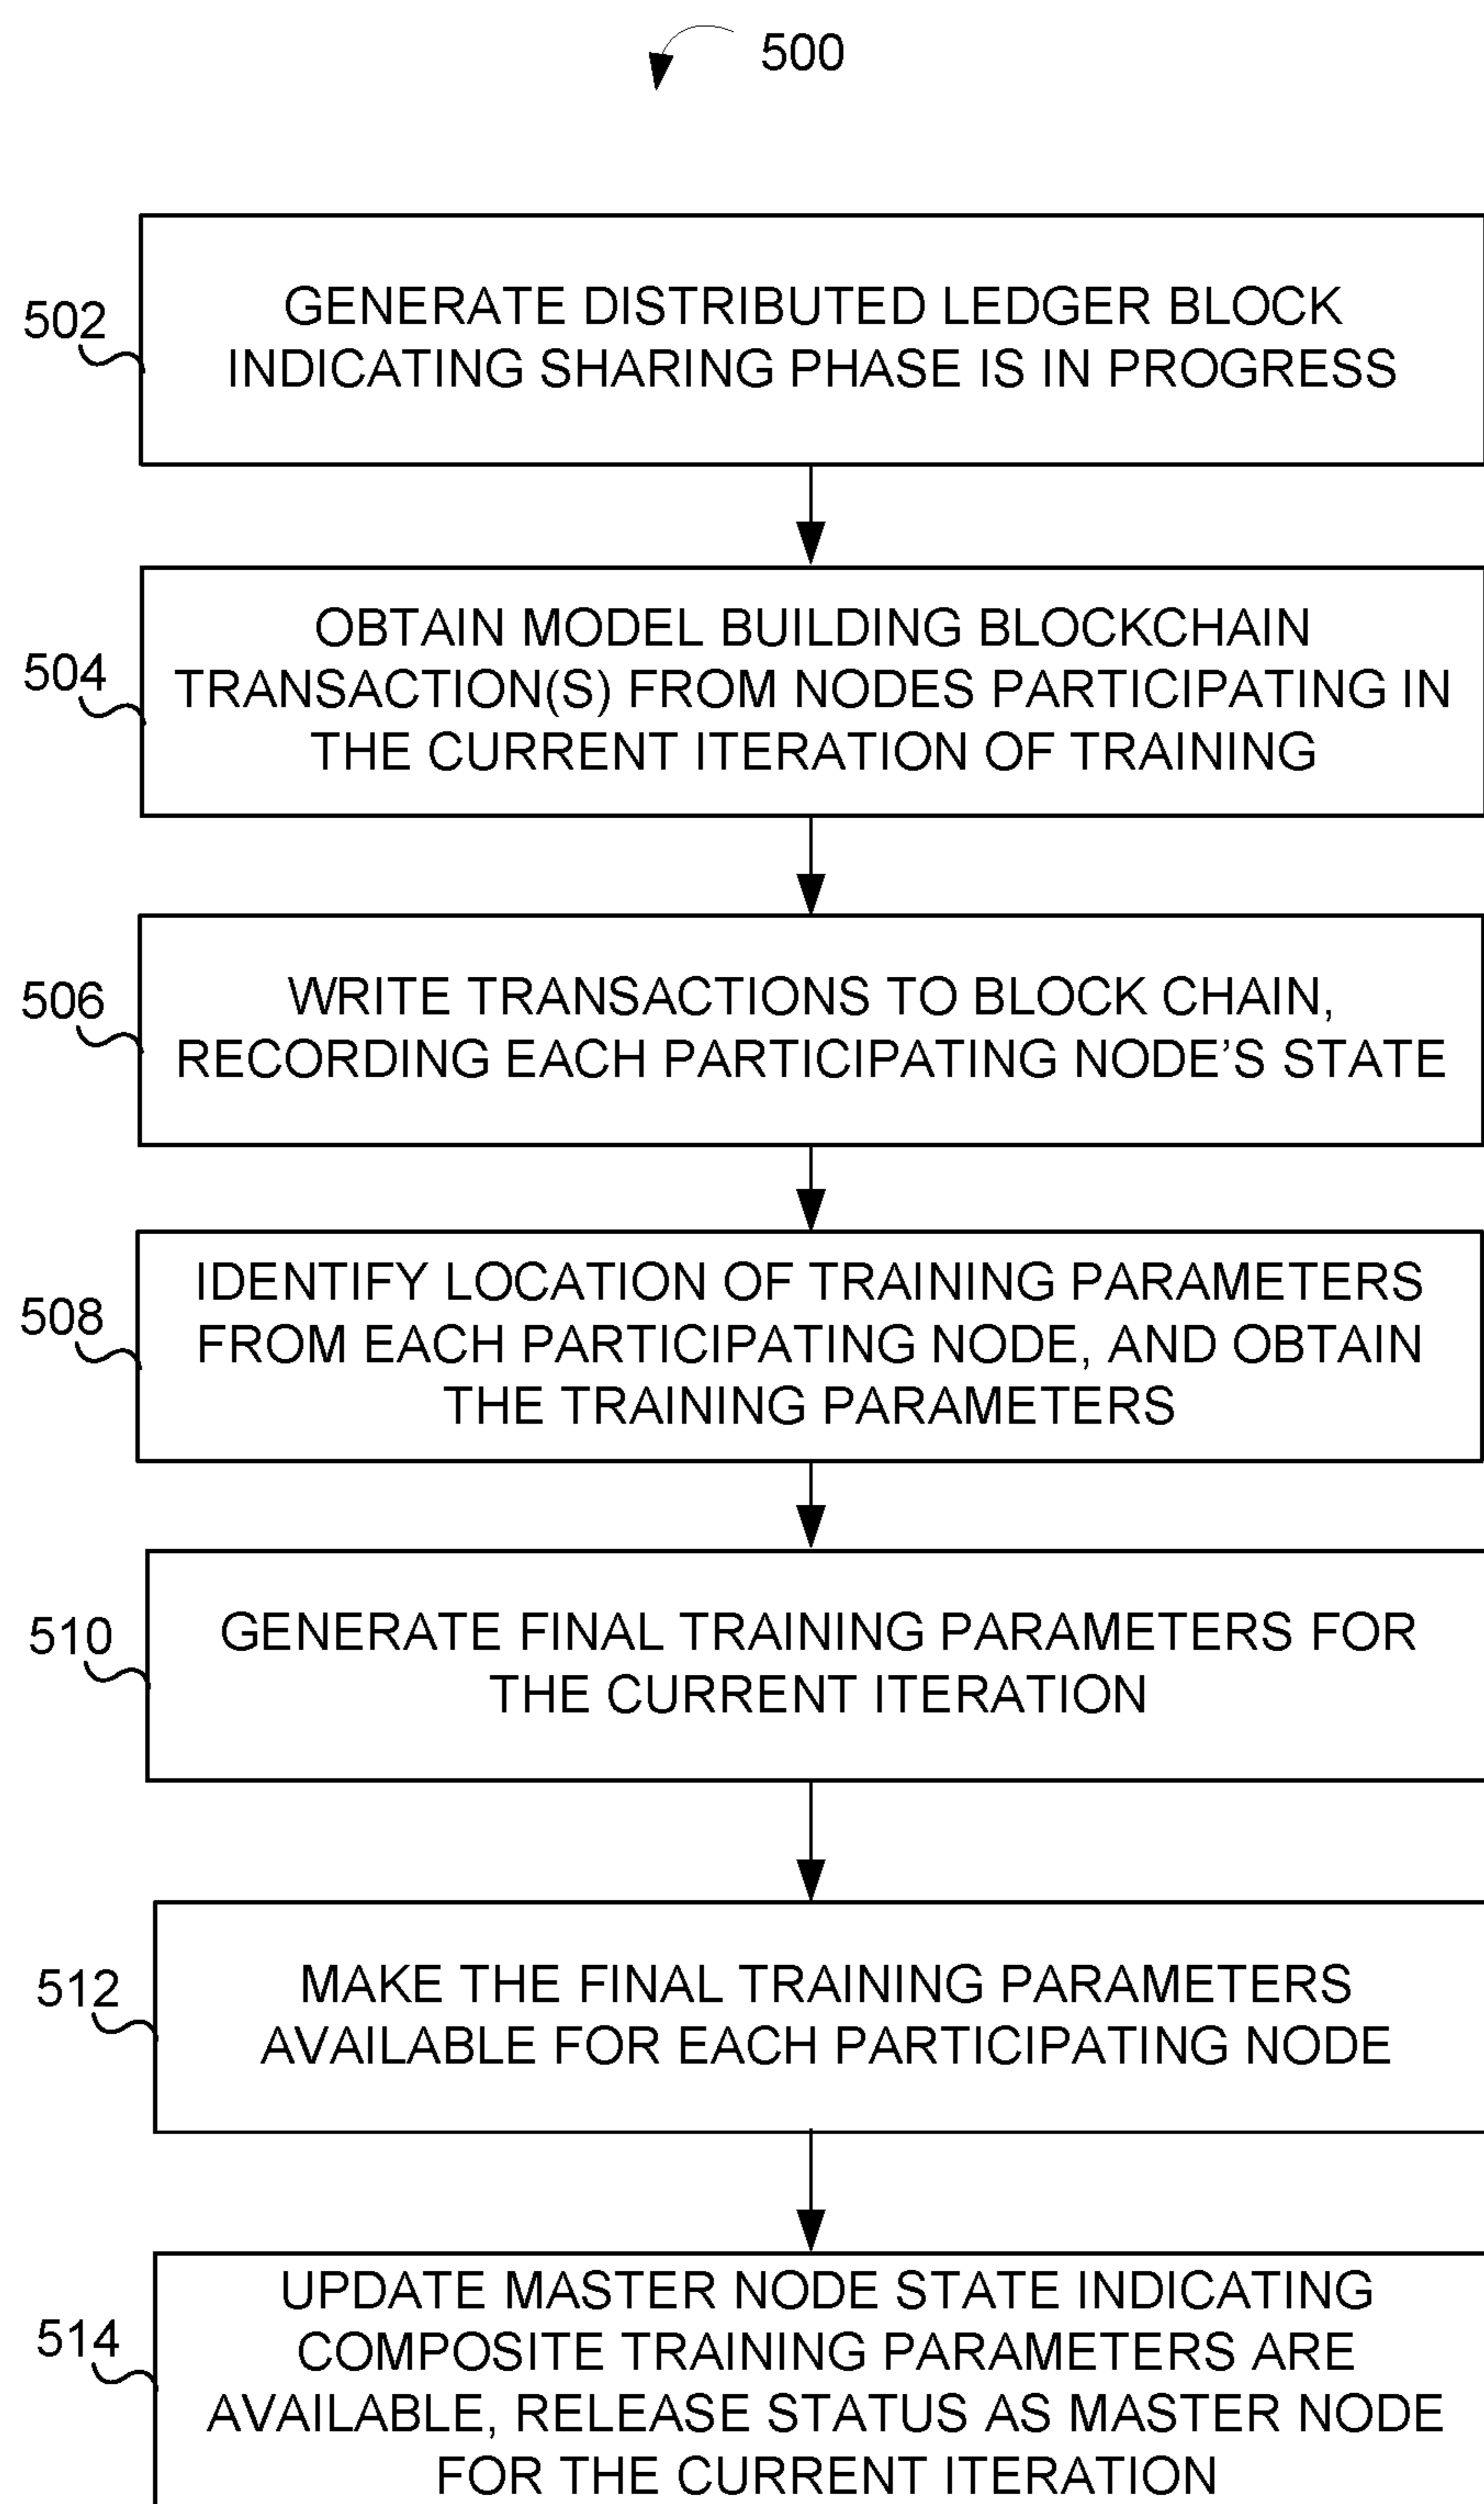 500
502
GENERATE DISTRIBUTED LEDGER BLOCK
INDICATING SHARING PHASE IS IN PROGRESS
504
OBTAIN MODEL BUILDING BLOCKCHAIN
TRANSACTION(S) FROM NODES PARTICIPATING IN
THE CURRENT ITERATION OF TRAINING
506
WRITE TRANSACTIONS TO BLOCK CHAIN,
RECORDING EACH PARTICIPATING NODE’S STATE
508
IDENTIFY LOCATION OF TRAINING PARAMETERS
FROM EACH PARTICIPATING NODE, AND OBTAIN
THE TRAINING PARAMETERS
510
GENERATE FINAL TRAINING PARAMETERS FOR
THE CURRENT ITERATION
512
MAKE THE FINAL TRAINING PARAMETERS
AVAILABLE FOR EACH PARTICIPATING NODE
514
UPDATE MASTER NODE STATE INDICATING
COMPOSITE TRAINING PARAMETERS ARE
AVAILABLE, RELEASE STATUS AS MASTER NODE
FOR THE CURRENT ITERATION